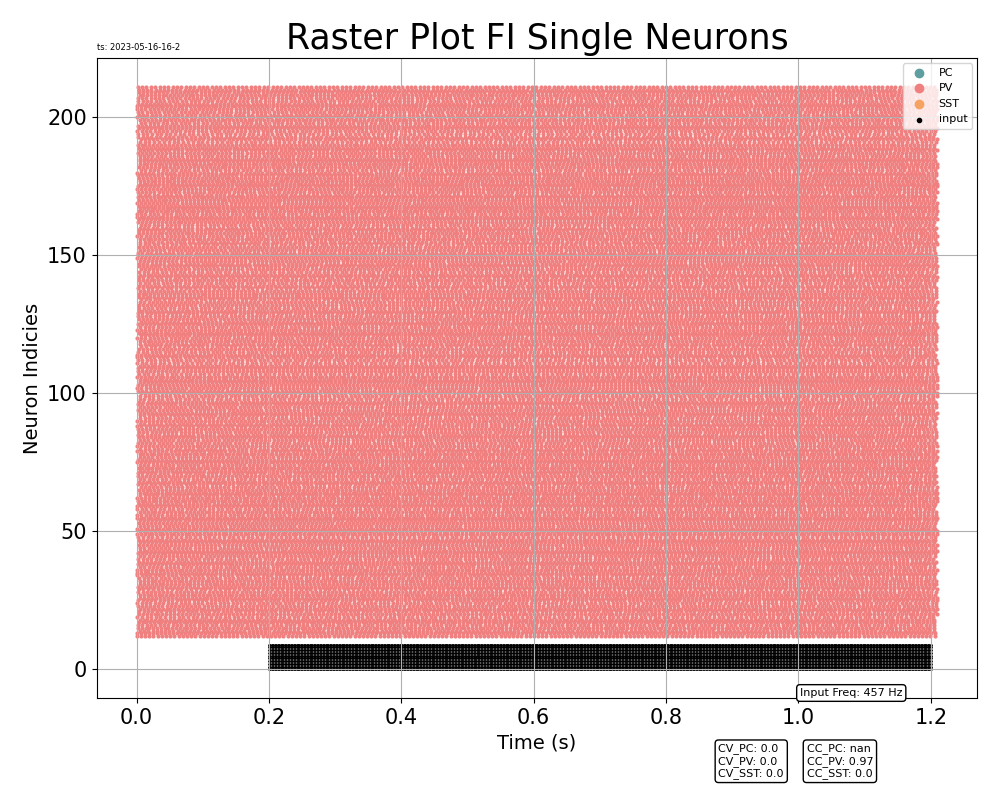 Raster Plot FI Single Neurons
ts: 2023-05-16-16-2
PC
PV
SST
input
200
150
100
50
0
Neuron Indicies
0.0 0.2 0.4 0.6 0.8 1.0 1.2
Time (s)
Input Freq: 457 Hz
CV_PC: 0.0
CV_PV: 0.0
CV_SST: 0.0
CC_PC: nan
CC_PV: 0.97
CC_SST: 0.0